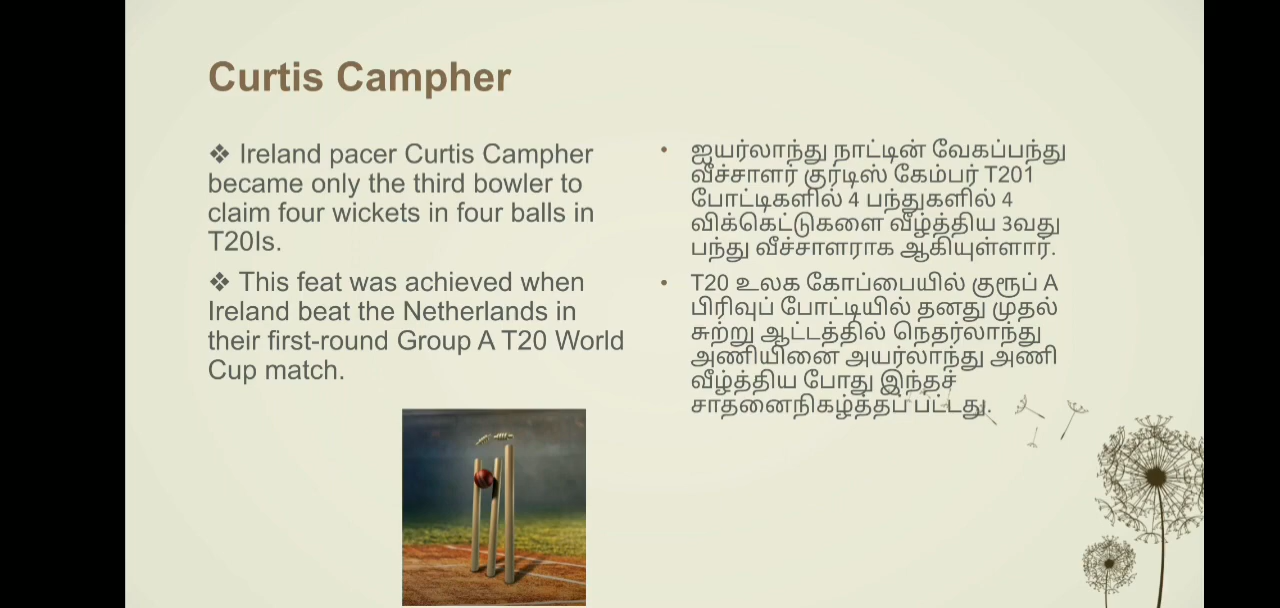 Curtis Campher
❖ Ireland pacer Curtis Campher
became only the third bowler to
claim four wickets in four balls in
T20Is.
❖ This feat was achieved when
Ireland beat the Netherlands in
their first-round Group A T20 World
Cup match.
• ஐயர்லாந்து நாட்டின் வேகப்பந்து
வீச்சாளர் குர்டிஸ் கேம்பர் T201
போட்டிகளில் 4 பந்துகளில் 4
விக்கெட்டுகளை வீழ்த்திய 3வது
பந்து வீச்சாளராக ஆகியுள்ளார்.
• T20 உலக கோப்பையில் குரூப் A
பிரிவுப் போட்டியில் தனது முதல்
சுற்று ஆட்டத்தில் நெதர்லாந்து
அணியினை அயர்லாந்து அணி
வீழ்த்திய போது இந்தச்
சாதனைநிகழ்த்தப் பட்டது.